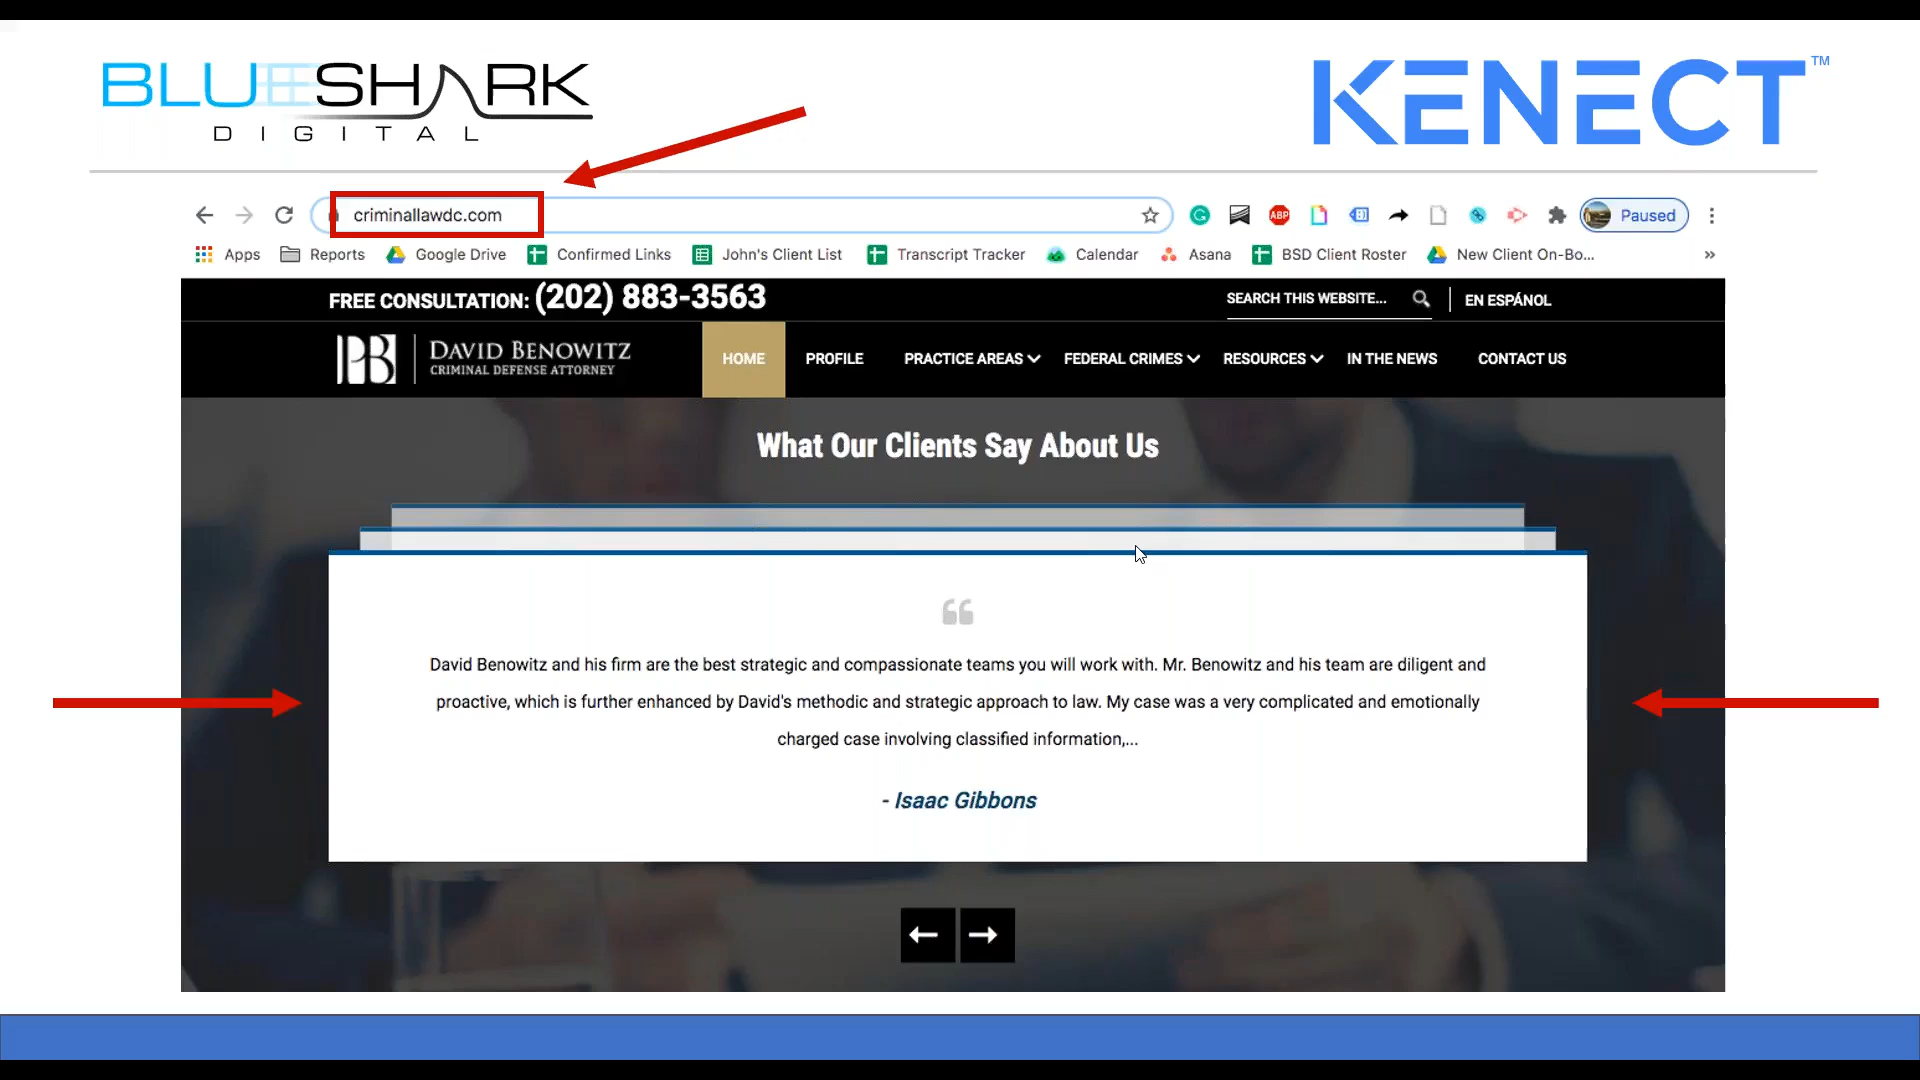 BLUESHARK
DIGITAL
KENECT™
criminallawdc.com
ABP
Paused
Apps
Reports
Google Drive
Confirmed Links
John's Client List
Transcript Tracker
Calendar
Asana
BSD Client Roster
New Client On-Bo...
»
FREE CONSULTATION: (202) 883-3563
SEARCH THIS WEBSITE...
EN ESPÁNOL
DAVID BENOWITZ
CRIMINAL DEFENSE ATTORNEY
HOME
PROFILE
PRACTICE AREAS
FEDERAL CRIMES
RESOURCES
IN THE NEWS
CONTACT US
What Our Clients Say About Us
“
David Benowitz and his firm are the best strategic and compassionate teams you will work with. Mr. Benowitz and his team are diligent and
proactive, which is further enhanced by David's methodic and strategic approach to law. My case was a very complicated and emotionally
charged case involving classified information,...
- Isaac Gibbons